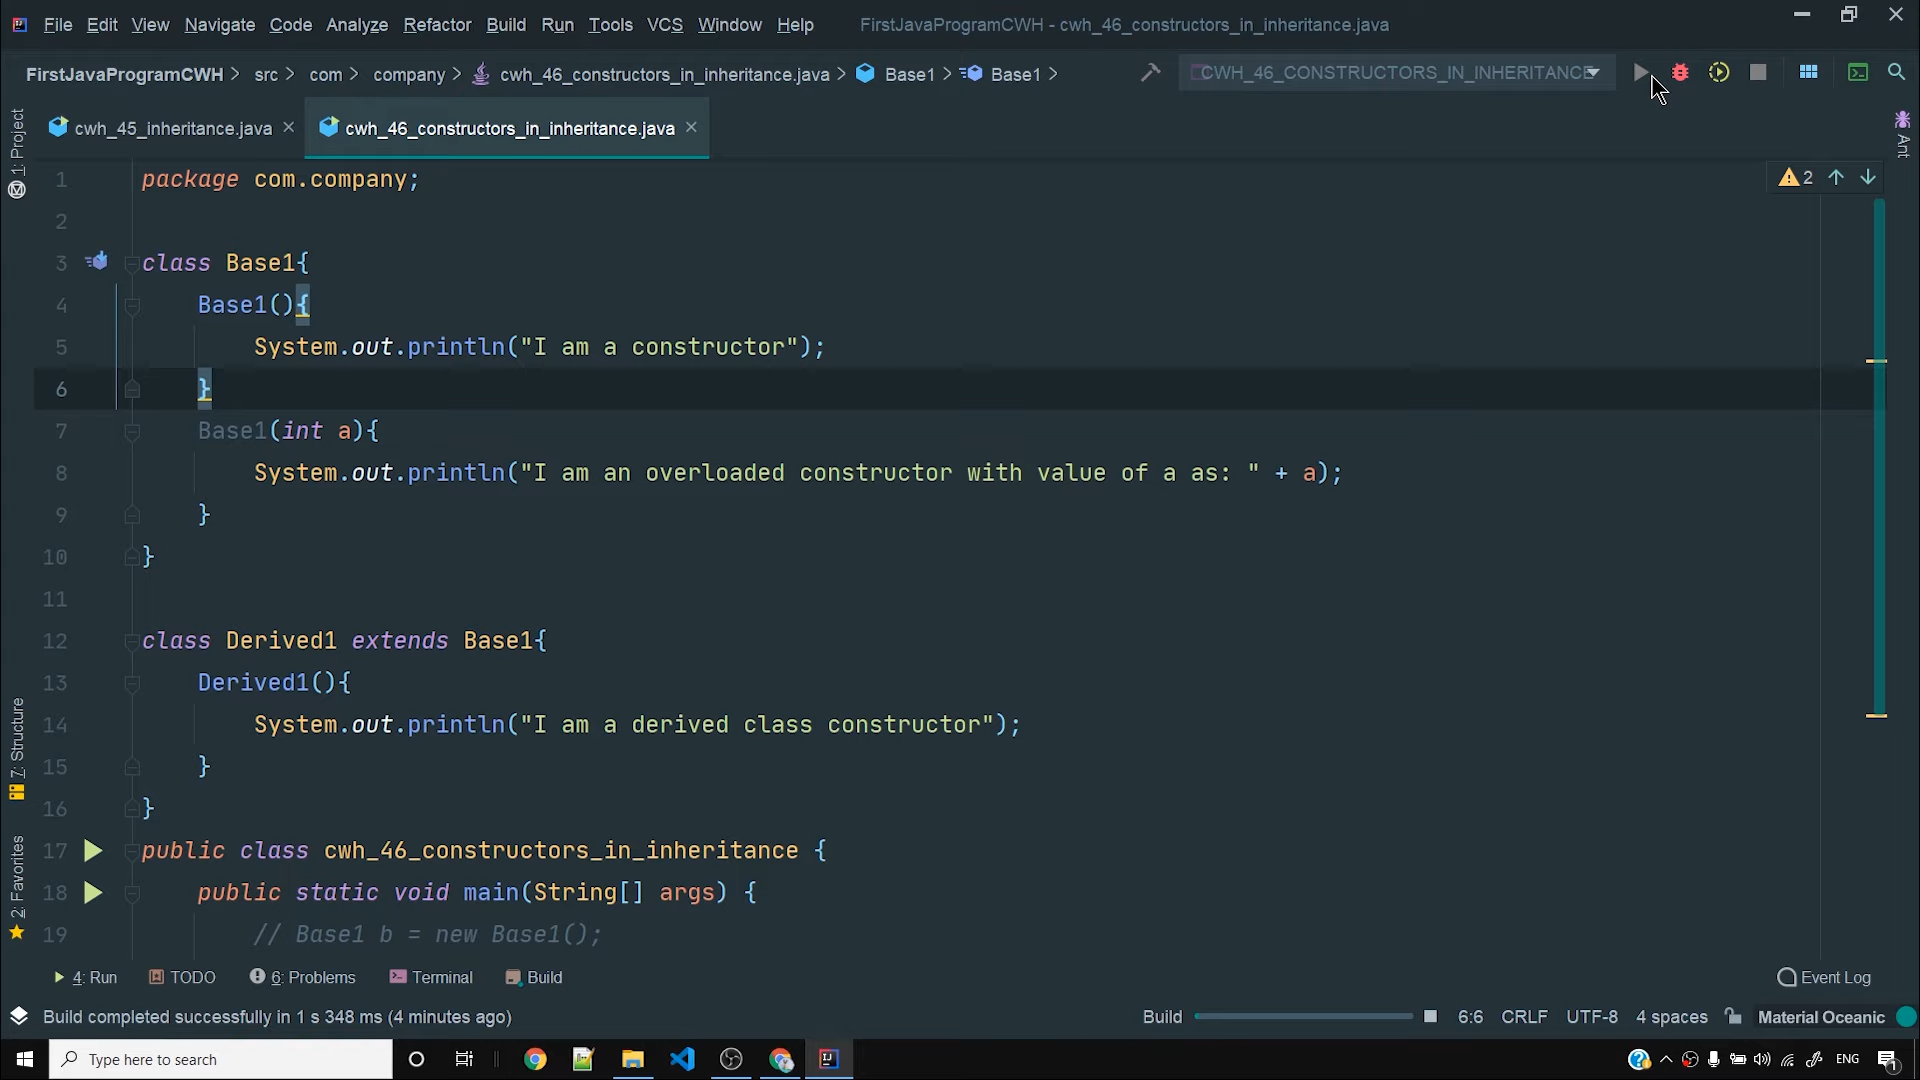 File Edit View Navigate Code Analyze Refactor Build Run Tools VCS Window Help FirstJavaProgramCWH - cwh_46_constructors_in_inheritance.java
FirstJavaProgramCWH src com company cwh_46_constructors_in_inheritance.java Base1 Base1 CWH_46_CONSTRUCTORS_IN_INHERITANCE
cwh_45_inheritance.java cwh_46_constructors_in_inheritance.java
1: Project
Ant
7: Structure
2: Favorites
2
1 package com.company;
2
3 class Base1{
4 Base1(){
5 System.out.println("I am a constructor");
6 }
7 Base1(int a){
8 System.out.println("I am an overloaded constructor with value of a as: " + a);
9 }
10 }
11
12 class Derived1 extends Base1{
13 Derived1(){
14 System.out.println("I am a derived class constructor");
15 }
16 }
17 public class cwh_46_constructors_in_inheritance {
18 public static void main(String[] args) {
19 // Base1 b = new Base1();
4: Run TODO 6: Problems Terminal Build Event Log
Build completed successfully in 1 s 348 ms (4 minutes ago) Build 6:6 CRLF UTF-8 4 spaces Material Oceanic
Type here to search ENG 1